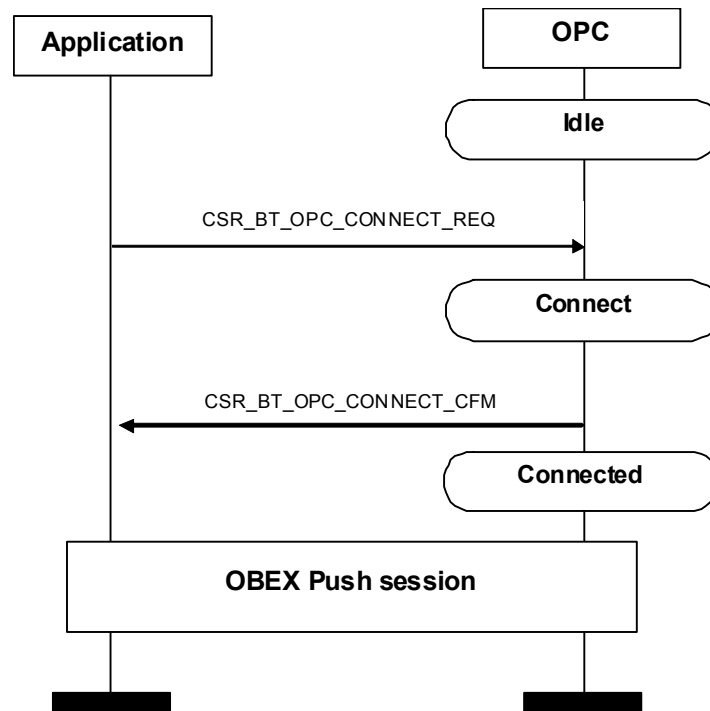 Application
OPC
Idle
CSR_BT_OPC_CONNECT_REQ
Connect
CSR_BT_OPC_CONNECT_CFM
Connected
OBEX Push session